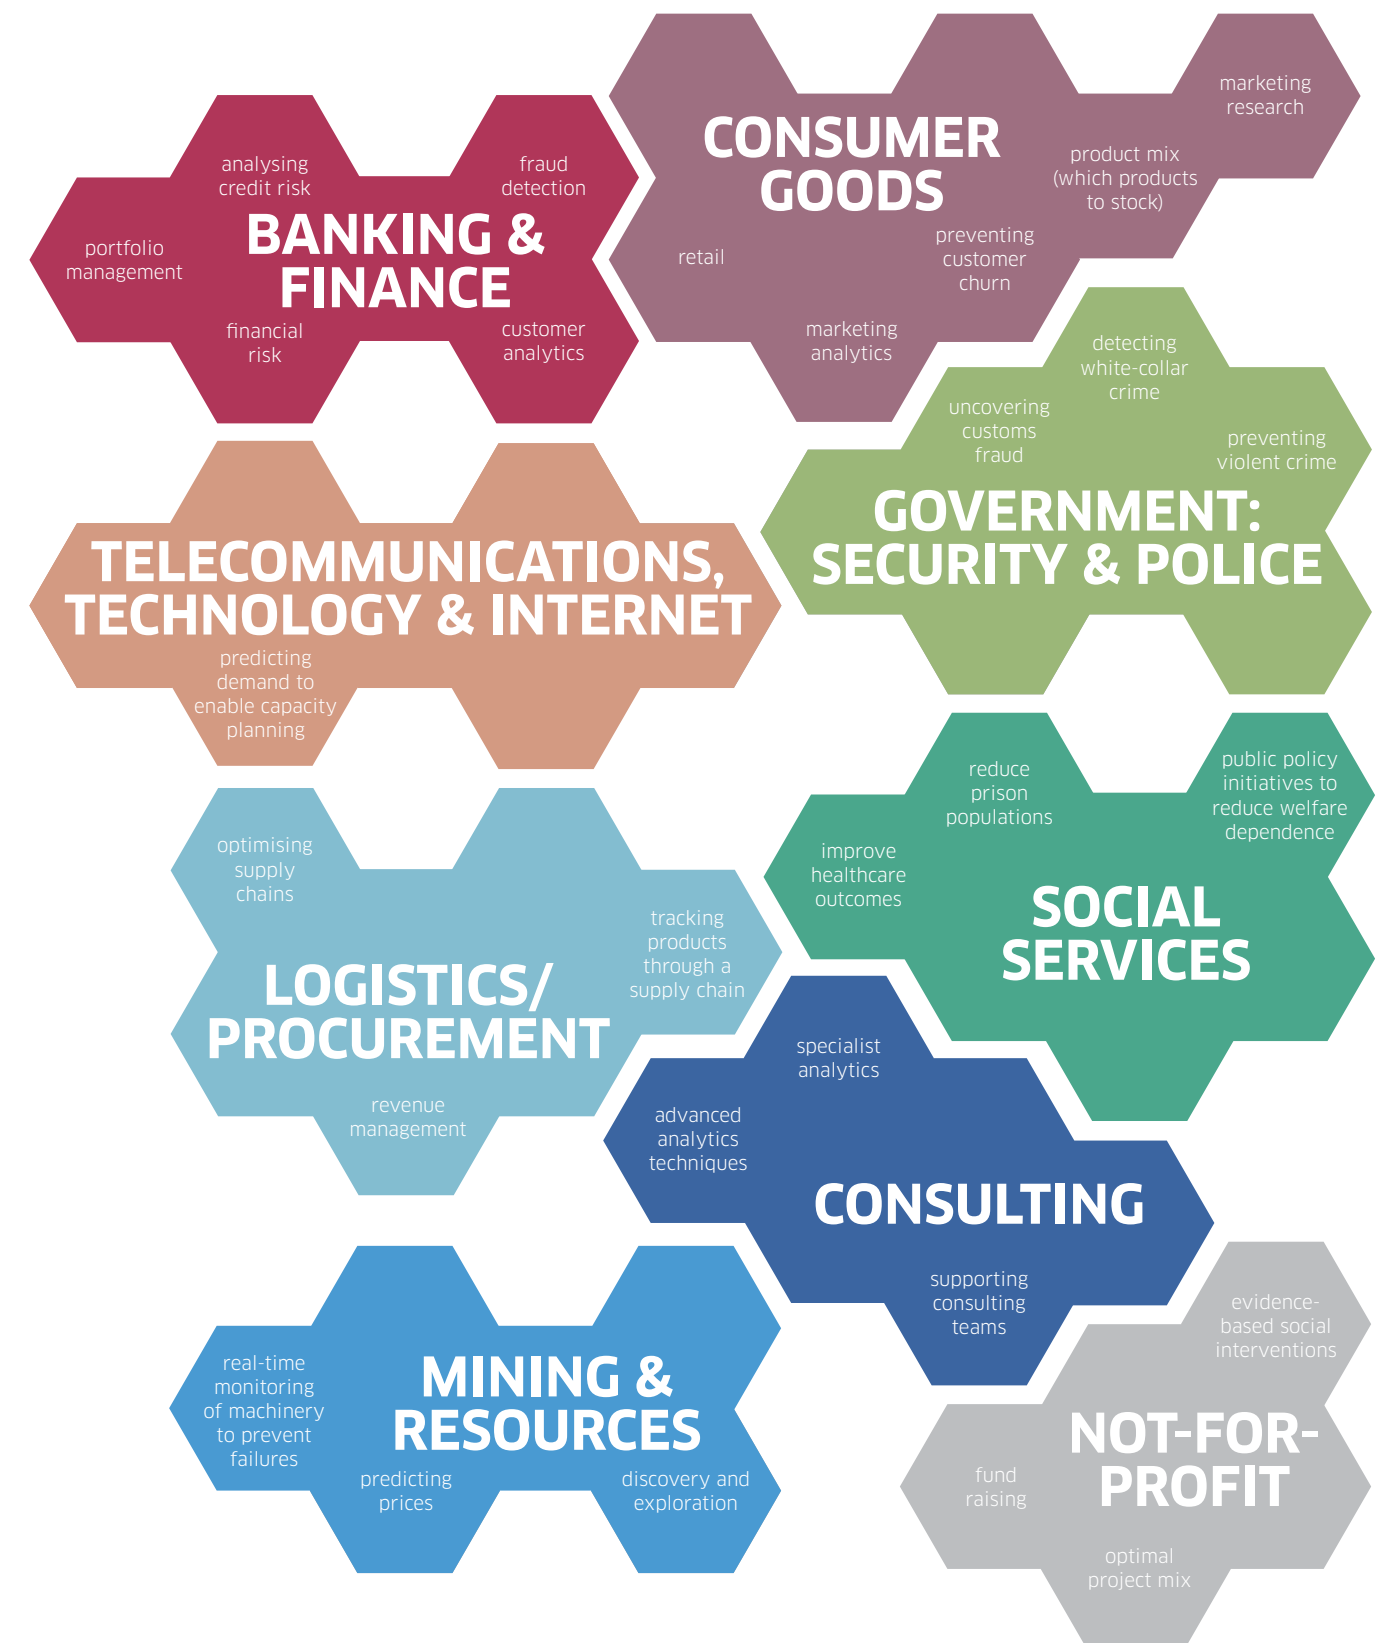 analysing
credit risk
fraud
detection
portfolio
management
BANKING &
FINANCE
financial
risk
customer
analytics
CONSUMER
GOODS
marketing
research
product mix
(which products
to stock)
retail
preventing
customer
churn
marketing
analytics
detecting
white-collar
crime
uncovering
customs
fraud
preventing
violent crime
GOVERNMENT:
SECURITY & POLICE
TELECOMMUNICATIONS,
TECHNOLOGY & INTERNET
predicting
demand to
enable capacity
planning
reduce
prison
populations
public policy
initiatives to
reduce welfare
dependence
improve
healthcare
outcomes
SOCIAL
SERVICES
optimising
supply
chains
tracking
products
through a
supply chain
LOGISTICS/
PROCUREMENT
revenue
management
specialist
analytics
advanced
analytics
techniques
CONSULTING
supporting
consulting
teams
real-time
monitoring
of machinery
to prevent
failures
MINING &
RESOURCES
predicting
prices
discovery and
exploration
evidence-
based social
interventions
NOT-FOR-
PROFIT
fund
raising
optimal
project mix